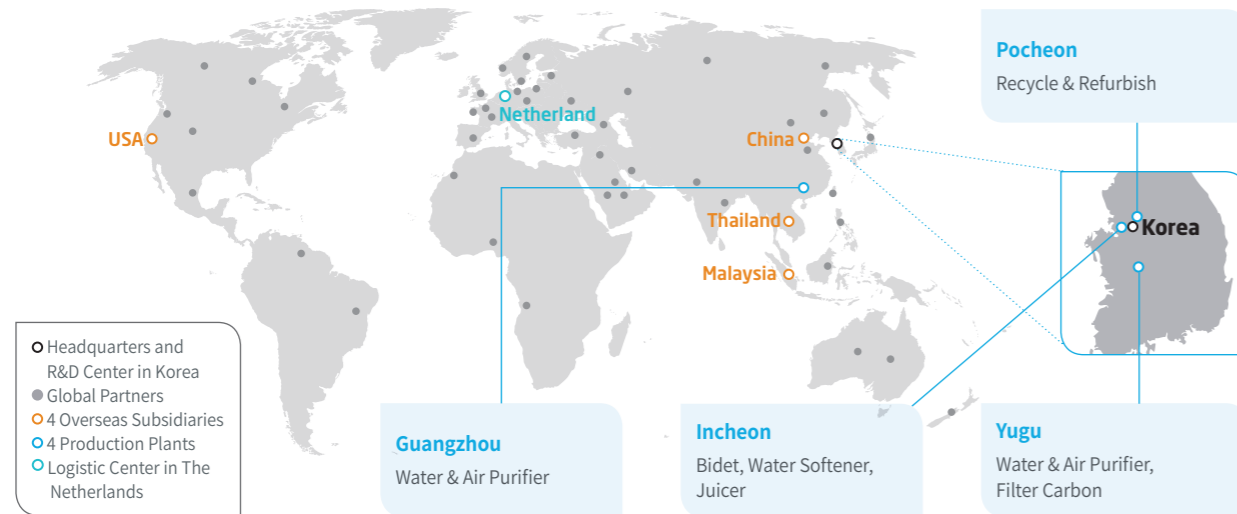 Pocheon
Recycle & Refurbish
USA
Netherland
China
Thailand
Malaysia
Korea
Headquarters and
R&D Center in Korea
Global Partners
4 Overseas Subsidiaries
4 Production Plants
Logistic Center in The
Netherlands
Guangzhou
Water & Air Purifier
Incheon
Bidet, Water Softener,
Juicer
Yugu
Water & Air Purifier,
Filter Carbon